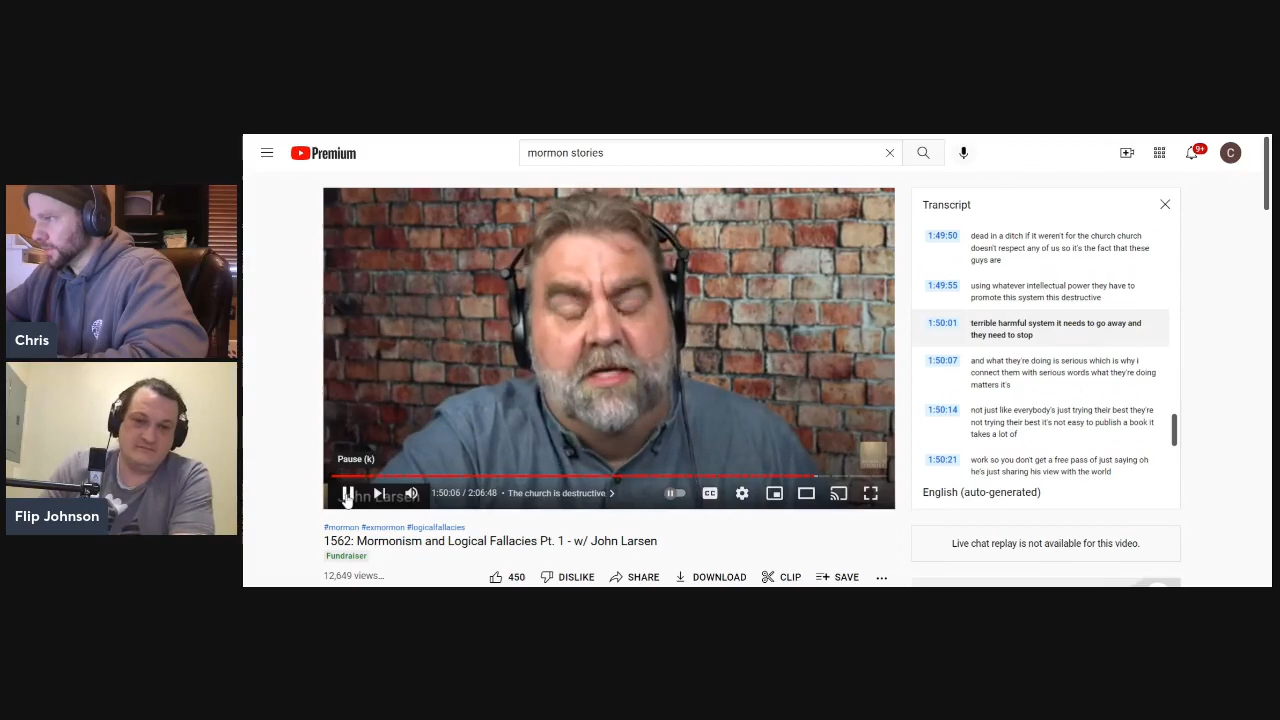 Chris
Flip Johnson
Premium
mormon stories
9+
C
Pause (k)
John Larsen
1:50:06 / 2:06:48 • The church is destructive
CC
#mormon #exmormon #logicalfallacies
1562: Mormonism and Logical Fallacies Pt. 1 - w/ John Larsen
Fundraiser
12,649 views...
450
DISLIKE
SHARE
DOWNLOAD
CLIP
SAVE
Transcript
1:49:50
dead in a ditch if it weren't for the church church
doesn't respect any of us so it's the fact that these
guys are
1:49:55
using whatever intellectual power they have to
promote this system this destructive
1:50:01
terrible harmful system it needs to go away and
they need to stop
1:50:07
and what they're doing is serious which is why i
connect them with serious words what they're doing
matters it's
1:50:14
not just like everybody's just trying their best they're
not trying their best it's not easy to publish a book it
takes a lot of
1:50:21
work so you don't get a free pass of just saying oh
he's just sharing his view with the world
English (auto-generated)
Live chat replay is not available for this video.